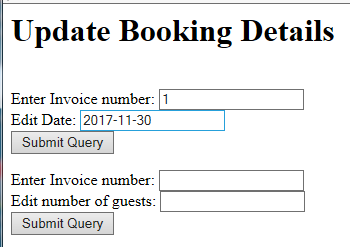 Update Booking Details
Enter Invoice number: 1
Edit Date: 2017-11-30
Submit Query
Enter Invoice number:
Edit number of guests:
Submit Query